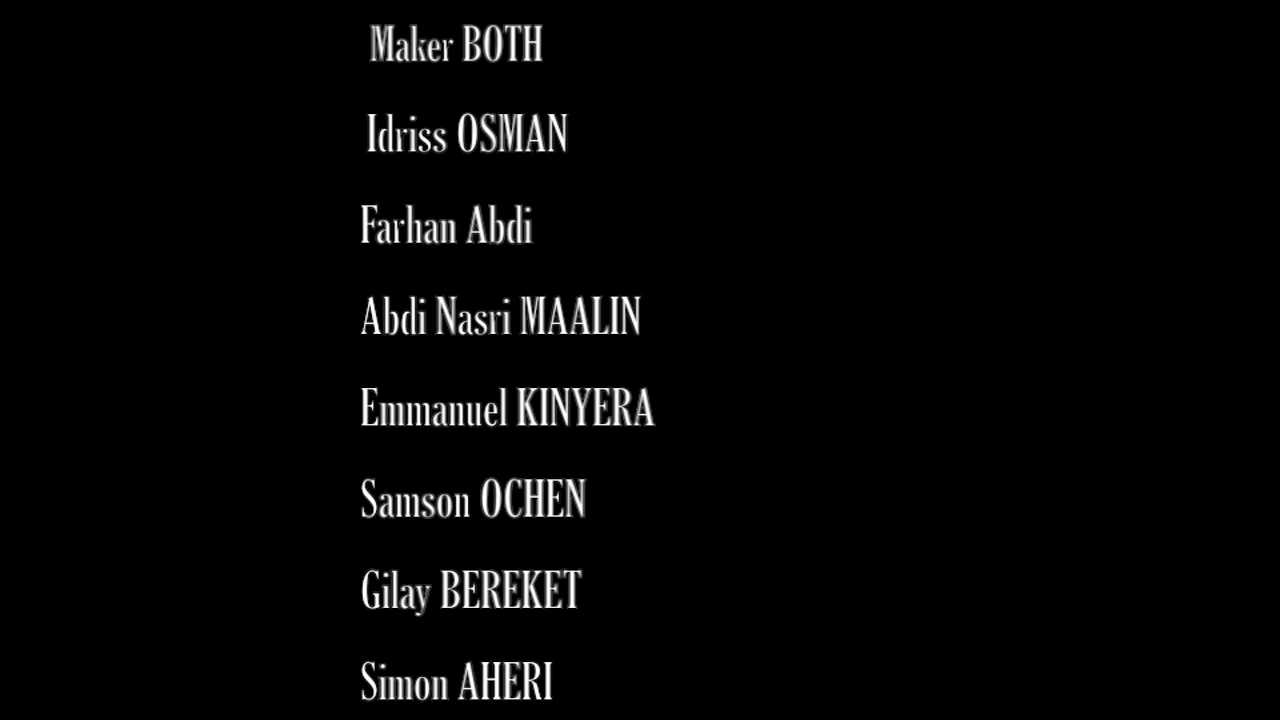 Maker BOTH
Idriss OSMAN
Farhan Abdi
Abdi Nasri MAALIN
Emmanuel KINYERA
Samson OCHEN
Gilay BEREKET
Simon AHERI